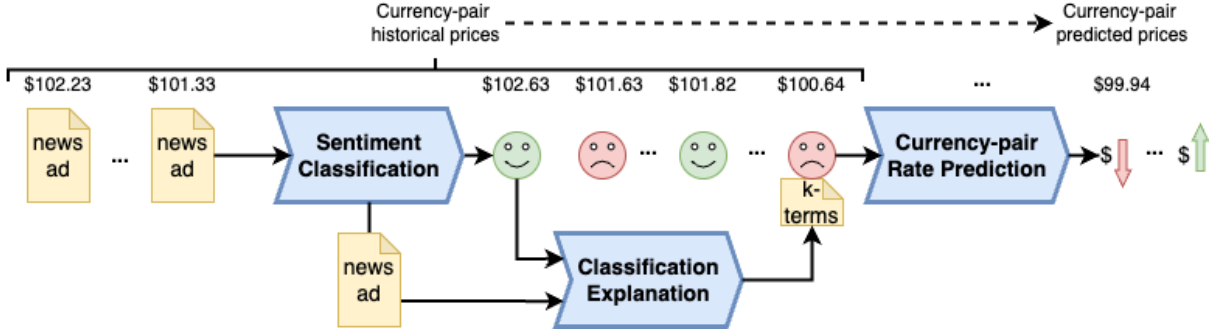 Currency-pair
historical prices
Currency-pair
predicted prices
$102.23
$101.33
$102.63
$101.63
$101.82
$100.64
...
$99.94
news
ad
...
news
ad
Sentiment
Classification
...
...
Currency-pair
Rate Prediction
$
...
$
k-
terms
news
ad
Classification
Explanation